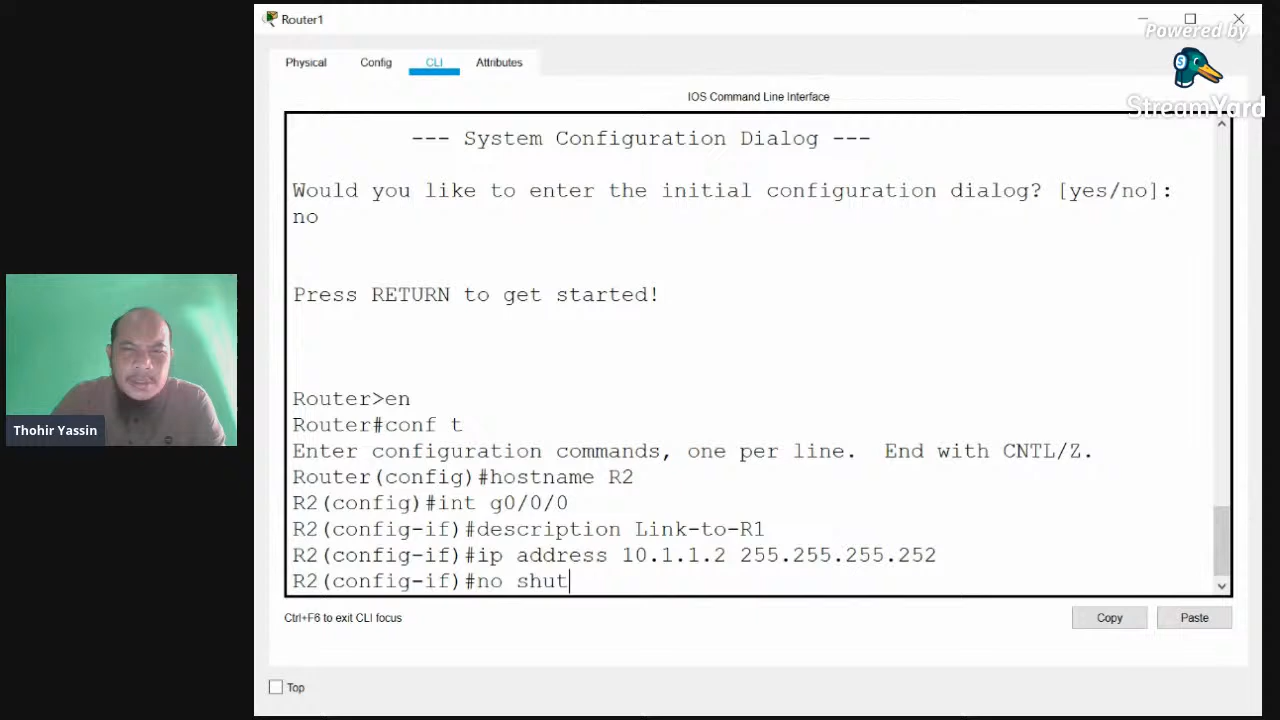 Router1
Powered by
StreamYard
Physical
Config
CLI
Attributes
IOS Command Line Interface
--- System Configuration Dialog ---
Would you like to enter the initial configuration dialog? [yes/no]:
no
Press RETURN to get started!
Router>en
Router#conf t
Enter configuration commands, one per line.  End with CNTL/Z.
Router(config)#hostname R2
R2(config)#int g0/0/0
R2(config-if)#description Link-to-R1
R2(config-if)#ip address 10.1.1.2 255.255.255.252
R2(config-if)#no shut
Ctrl+F6 to exit CLI focus
Copy
Paste
Top
Thohir Yassin